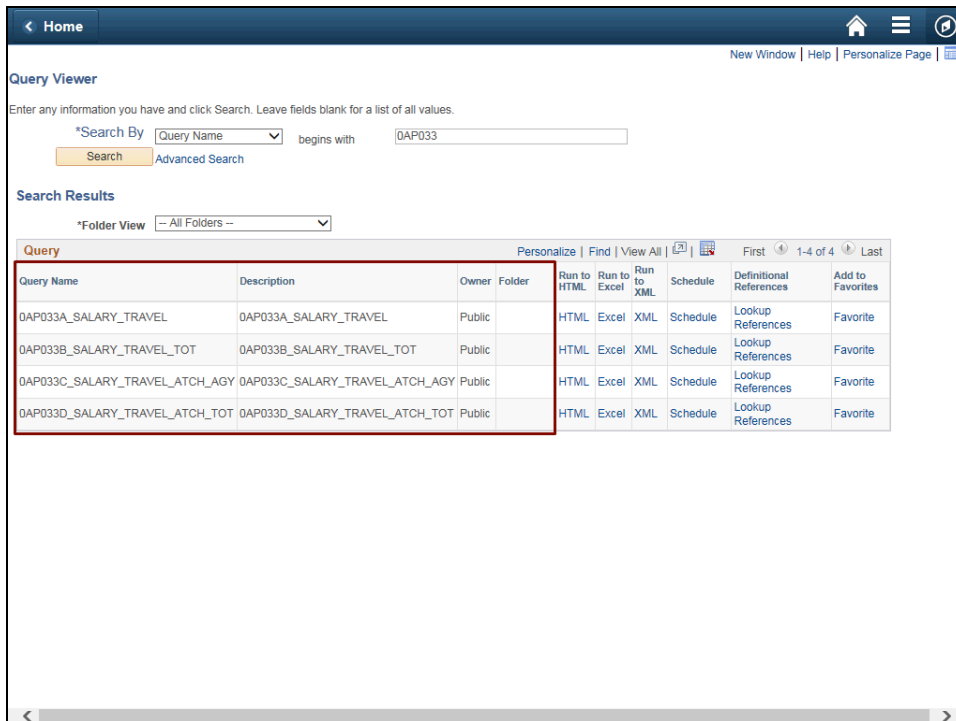 Home
New Window | Help | Personalize Page |
Query Viewer
Enter any information you have and click Search. Leave fields blank for a list of all values.
*Search By Query Name begins with 0AP033
Search Advanced Search
Search Results
*Folder View -- All Folders --
Query Personalize | Find | View All | | First 1-4 of 4 Last
Query Name Description Owner Folder Run to HTML Run to Excel Run to XML Schedule Definitional References Add to Favorites
0AP033A_SALARY_TRAVEL 0AP033A_SALARY_TRAVEL Public HTML Excel XML Schedule Lookup References Favorite
0AP033B_SALARY_TRAVEL_TOT 0AP033B_SALARY_TRAVEL_TOT Public HTML Excel XML Schedule Lookup References Favorite
0AP033C_SALARY_TRAVEL_ATCH_AGY 0AP033C_SALARY_TRAVEL_ATCH_AGY Public HTML Excel XML Schedule Lookup References Favorite
0AP033D_SALARY_TRAVEL_ATCH_TOT 0AP033D_SALARY_TRAVEL_ATCH_TOT Public HTML Excel XML Schedule Lookup References Favorite